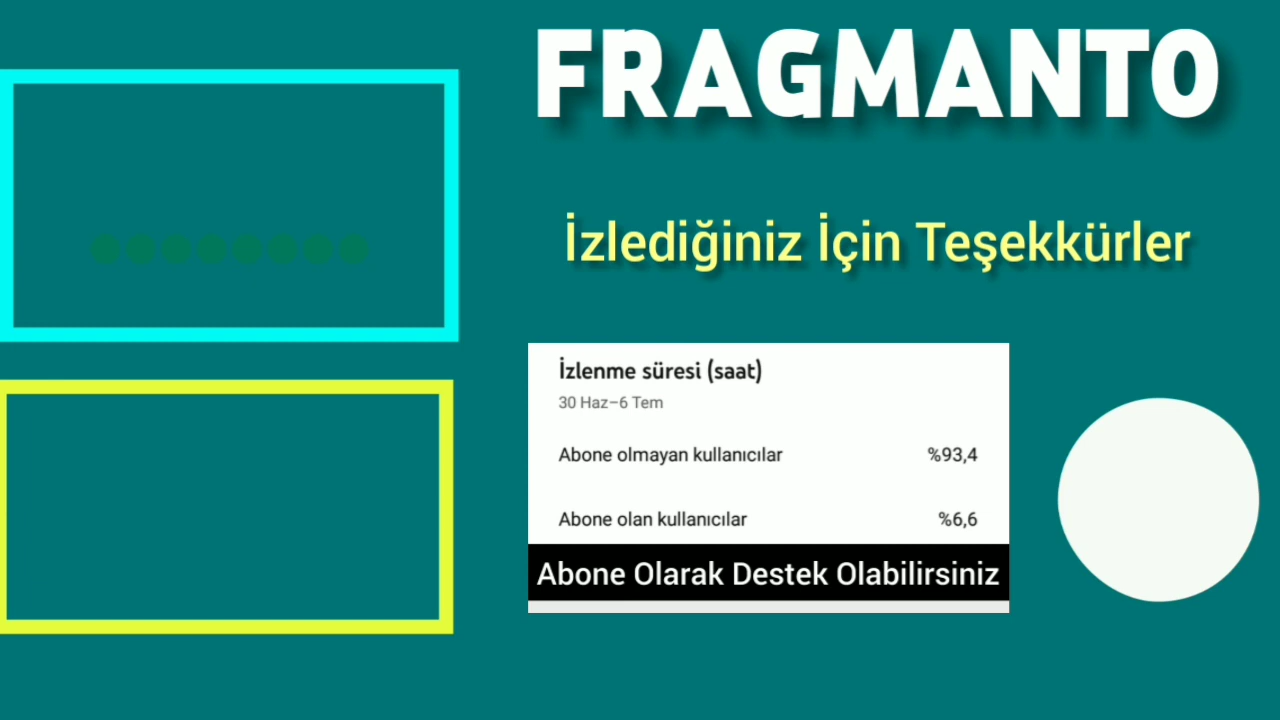 FRAGMANTO
İzlediğiniz İçin Teşekkürler
İzlenme süresi (saat)
30 Haz–6 Tem
Abone olmayan kullanıcılar %93,4
Abone olan kullanıcılar %6,6
Abone Olarak Destek Olabilirsiniz